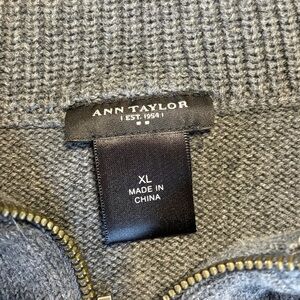 ANN TAYLOR
EST. 1954
XL
MADE IN
CHINA